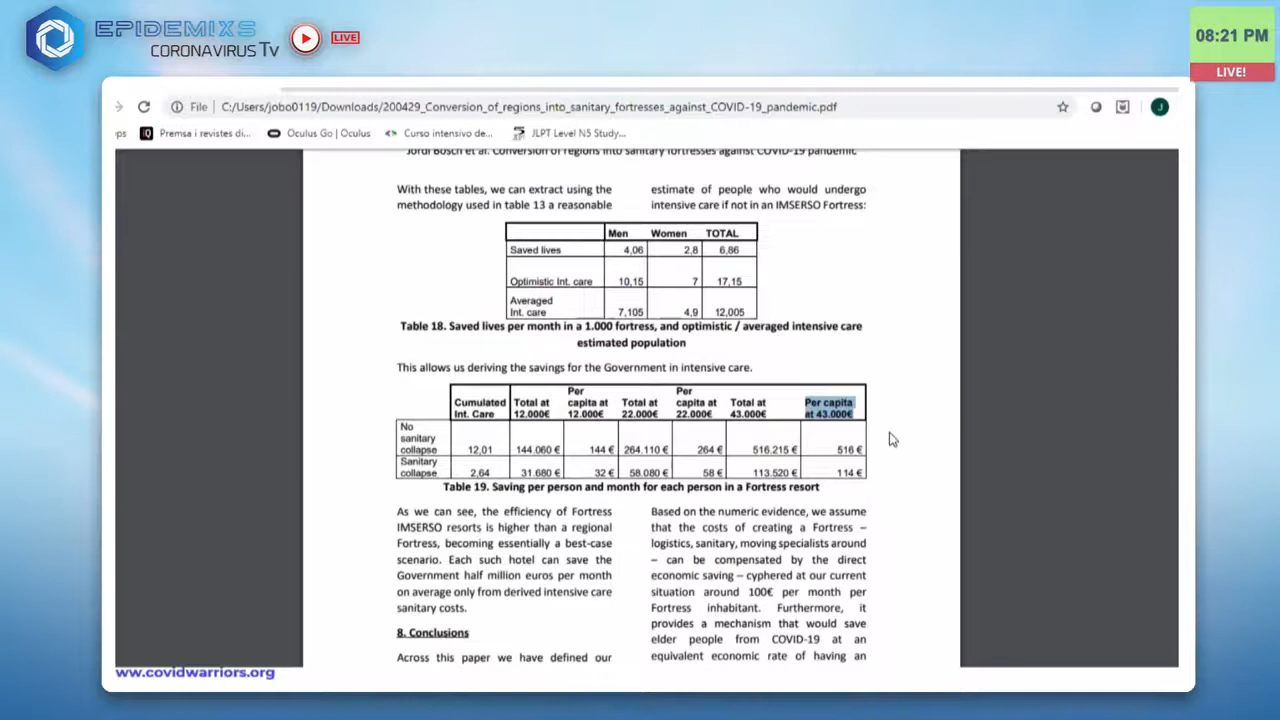 EPIDEMIXS
CORONAVIRUS Tv
LIVE
08:21 PM
LIVE!
File
C:/Users/jobo0119/Downloads/200429_Conversion_of_regions_into_sanitary_fortresses_against_COVID-19_pandemic.pdf
J
ps
iQ
Premsa i revistes di...
Oculus Go | Oculus
Curso intensivo de...
JLPT Level N5 Study...
Jordi Bosch et al. Conversion of regions into sanitary fortresses against COVID-19 pandemic
With these tables, we can extract using the
methodology used in table 13 a reasonable
estimate of people who would undergo
intensive care if not in an IMSERSO Fortress:
Men Women TOTAL
Saved lives 4,06 2,8 6,86
Optimistic Int. care 10,15 7 17,15
Averaged
Int. care 7,105 4,9 12,005
Table 18. Saved lives per month in a 1.000 fortress, and optimistic / averaged intensive care
estimated population
This allows us deriving the savings for the Government in intensive care.
Cumulated Int. Care
Total at 12.000€
Per capita at 12.000€
Total at 22.000€
Per capita at 22.000€
Total at 43.000€
Per capita at 43.000€
No sanitary collapse 12,01 144.060 € 144 € 264.110 € 264 € 516.215 € 516 €
Sanitary collapse 2,64 31.680 € 32 € 58.080 € 58 € 113.520 € 114 €
Table 19. Saving per person and month for each person in a Fortress resort
As we can see, the efficiency of Fortress
IMSERSO resorts is higher than a regional
Fortress, becoming essentially a best-case
scenario. Each such hotel can save the
Government half million euros per month
on average only from derived intensive care
sanitary costs.
8. Conclusions
Across this paper we have defined our
Based on the numeric evidence, we assume
that the costs of creating a Fortress –
logistics, sanitary, moving specialists around
– can be compensated by the direct
economic saving – cyphered at our current
situation around 100€ per month per
Fortress inhabitant. Furthermore, it
provides a mechanism that would save
elder people from COVID-19 at an
equivalent economic rate of having an
ww.covidwarriors.org